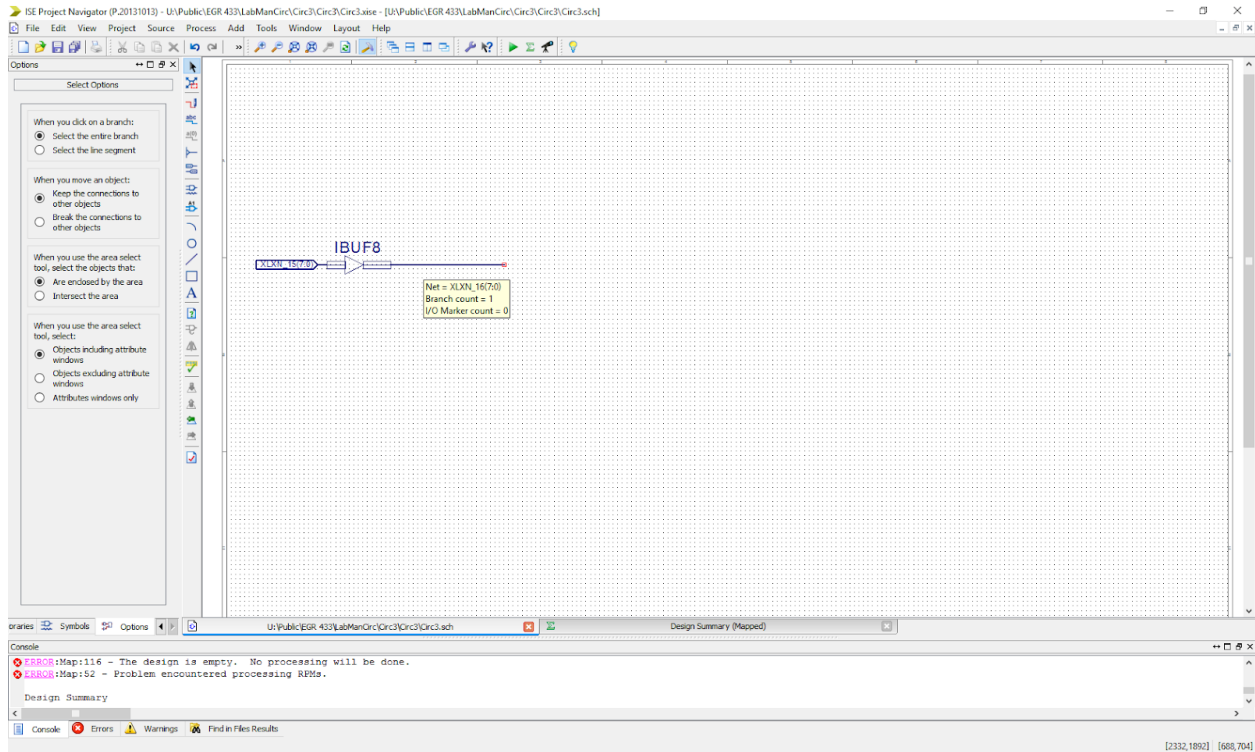 ISE Project Navigator (P.20131013) - U:\Public\EGR 433\LabManCirc\Circ3\Circ3\Circ3.xise - [U:\Public\EGR 433\LabManCirc\Circ3\Circ3\Circ3.sch]
File Edit View Project Source Process Add Tools Window Layout Help
Options
Select Options
When you click on a branch:
Select the entire branch
Select the line segment
When you move an object:
Keep the connections to
other objects
Break the connections to
other objects
When you use the area select
tool, select the objects that:
Are enclosed by the area
Intersect the area
When you use the area select
tool, select:
Objects including attribute
windows
Objects excluding attribute
windows
Attributes windows only
IBUF8
XLXN_15(7:0)
Net = XLXN_16(7:0)
Branch count = 1
I/O Marker count = 0
oraries Symbols Options
U:\Public\EGR 433\LabManCirc\Circ3\Circ3\Circ3.sch
Design Summary (Mapped)
Console
ERROR:Map:116 - The design is empty. No processing will be done.
ERROR:Map:52 - Problem encountered processing RPMs.
Design Summary
Console Errors Warnings Find in Files Results
[2332,1892] [688,704]